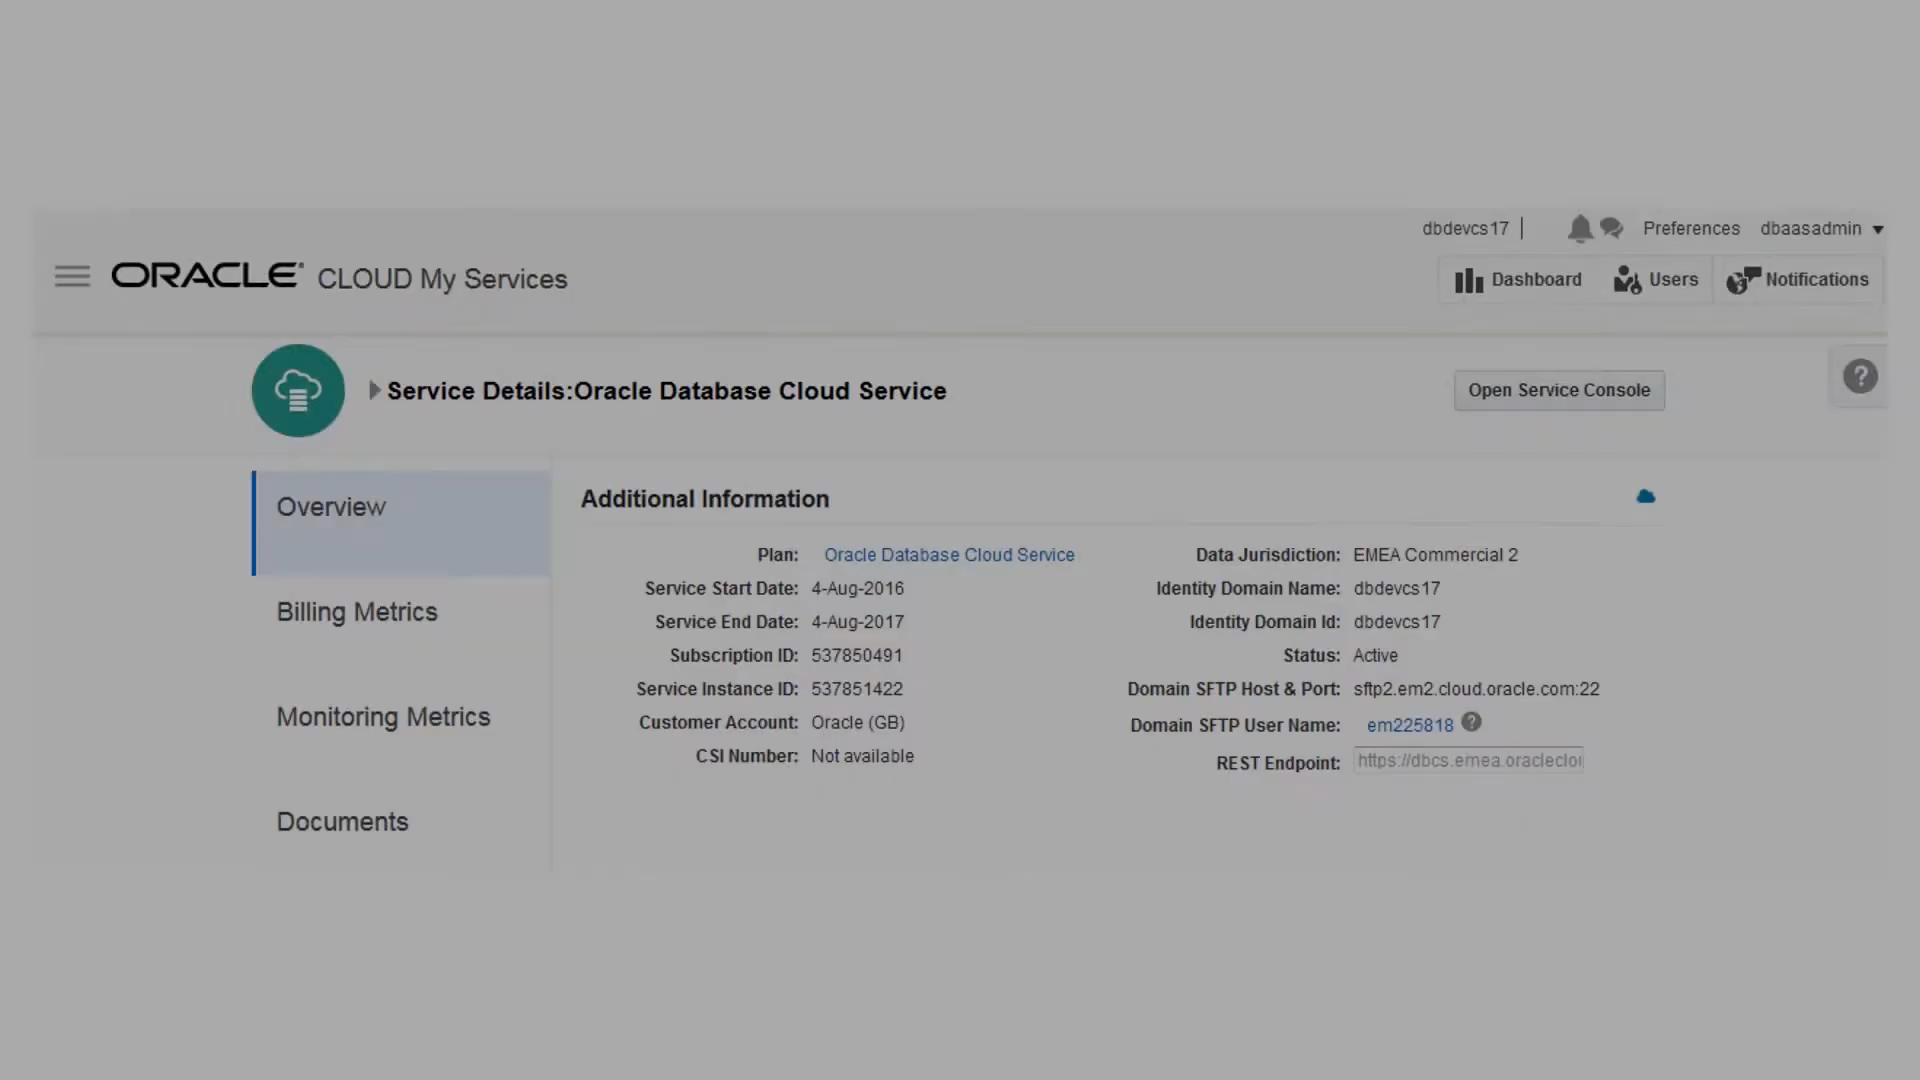 dbdevcs17 | Preferences dbaasadmin
ORACLE® CLOUD My Services
Dashboard Users Notifications
Service Details:Oracle Database Cloud Service
Open Service Console
?
Overview
Billing Metrics
Monitoring Metrics
Documents
Additional Information
Plan: Oracle Database Cloud Service
Service Start Date: 4-Aug-2016
Service End Date: 4-Aug-2017
Subscription ID: 537850491
Service Instance ID: 537851422
Customer Account: Oracle (GB)
CSI Number: Not available
Data Jurisdiction: EMEA Commercial 2
Identity Domain Name: dbdevcs17
Identity Domain Id: dbdevcs17
Status: Active
Domain SFTP Host & Port: sftp2.em2.cloud.oracle.com:22
Domain SFTP User Name: em225818 ?
REST Endpoint: https://dbcs.emea.oracleclou